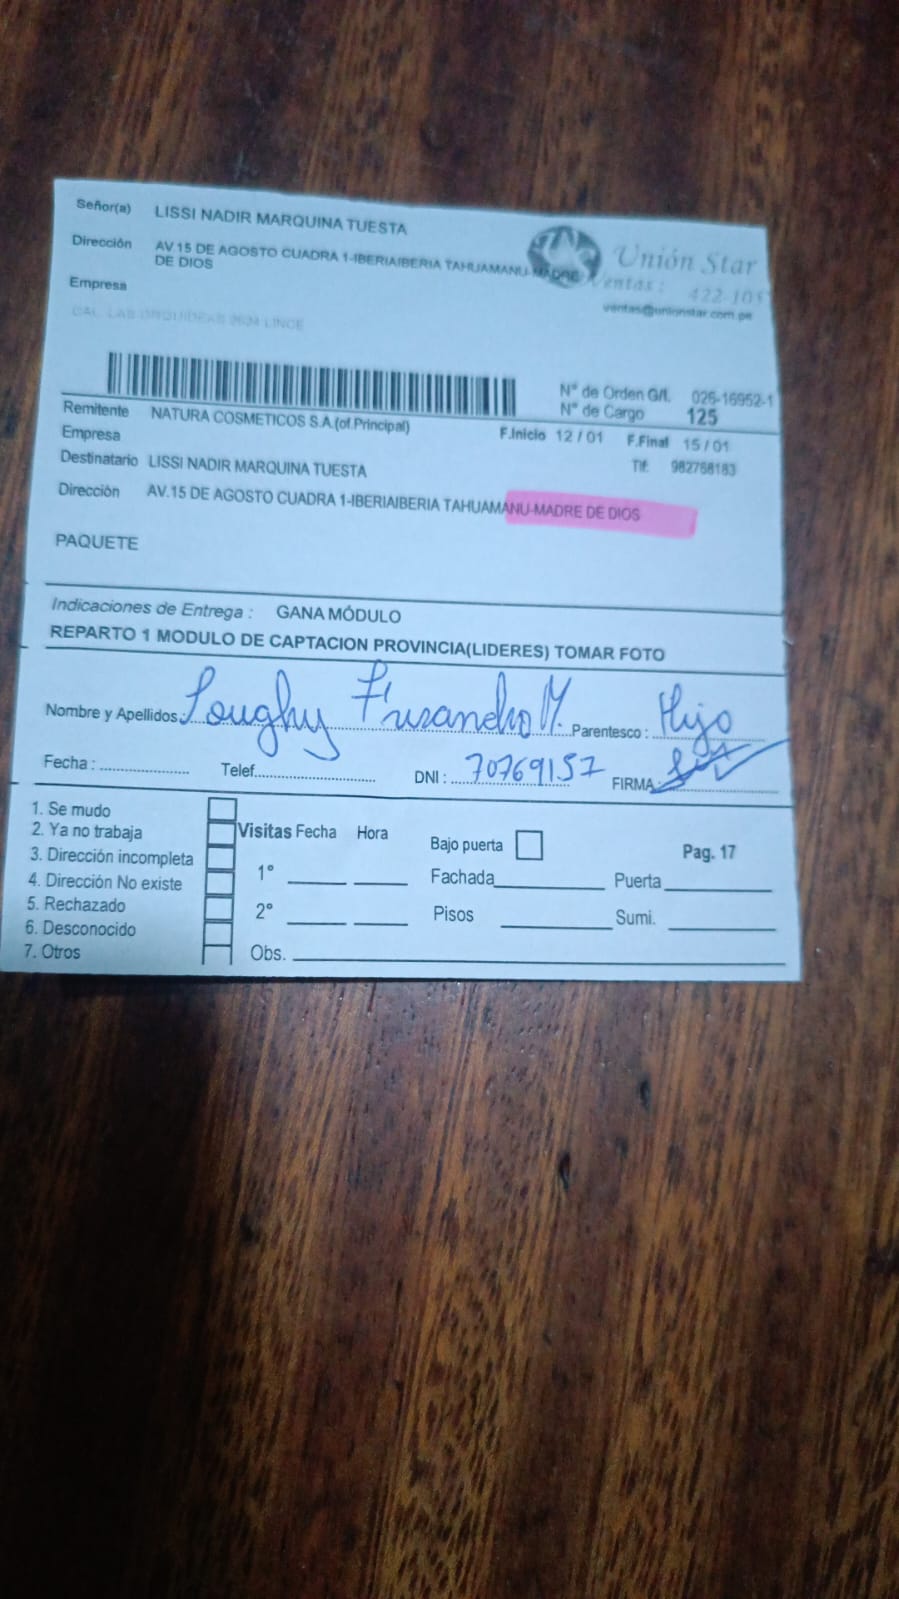 Señor(a) LISSI NADIR MARQUINA TUESTA
Dirección AV.15 DE AGOSTO CUADRA 1-IBERIAIBERIA TAHUAMANU-MADRE
DE DIOS
Empresa
CAL. LAS ORQUIDEAS 2634 LINCE
Unión Star
Ventas: 422-105
ventas@unionstar.com.pe
N° de Orden G/I. 026-16952-1
N° de Cargo 125
Remitente NATURA COSMETICOS S.A.(of.Principal)
F.Inicio 12 / 01 F.Final 15 / 01
Empresa
Destinatario LISSI NADIR MARQUINA TUESTA
Tlf: 982768183
Dirección AV.15 DE AGOSTO CUADRA 1-IBERIAIBERIA TAHUAMANU-MADRE DE DIOS
PAQUETE
Indicaciones de Entrega : GANA MÓDULO
REPARTO 1 MODULO DE CAPTACION PROVINCIA(LIDERES) TOMAR FOTO
Nombre y Apellidos: M. Parentesco : Hijo
Fecha : Telef. DNI : 70769157 FIRMA:
1. Se mudo
2. Ya no trabaja
3. Dirección incompleta
4. Dirección No existe
5. Rechazado
6. Desconocido
7. Otros
Visitas Fecha Hora
1°
2°
Obs.
Bajo puerta
Pag. 17
Fachada Puerta
Pisos Sumi.